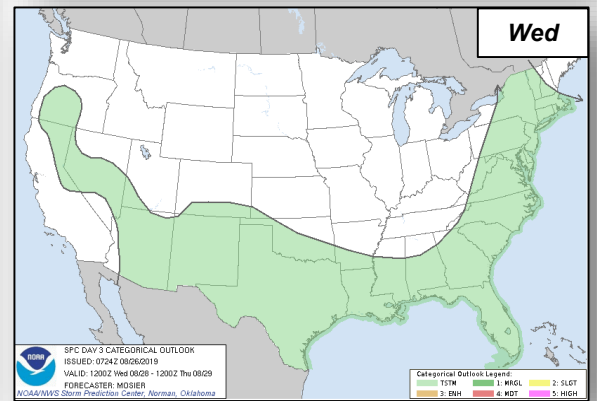 Wed
SPC DAY 3 CATEGORICAL OUTLOOK
ISSUED: 0724Z 08/26/2019
VALID: 1200Z Wed 08/28 - 1200Z Thu 08/29
FORECASTER: MOSIER
NOAA/NWS Storm Prediction Center, Norman, Oklahoma
NOAA
Categorical Outlook Legend:
TSTM 1: MRGL 2: SLGT
3: ENH 4: MDT 5: HIGH